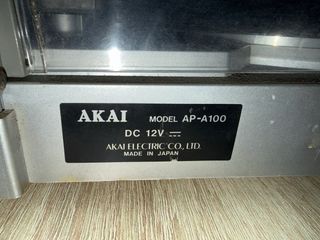 AKAI MODEL AP-A100
DC 12V ⎓
AKAI ELECTRIC CO., LTD.
MADE IN JAPAN